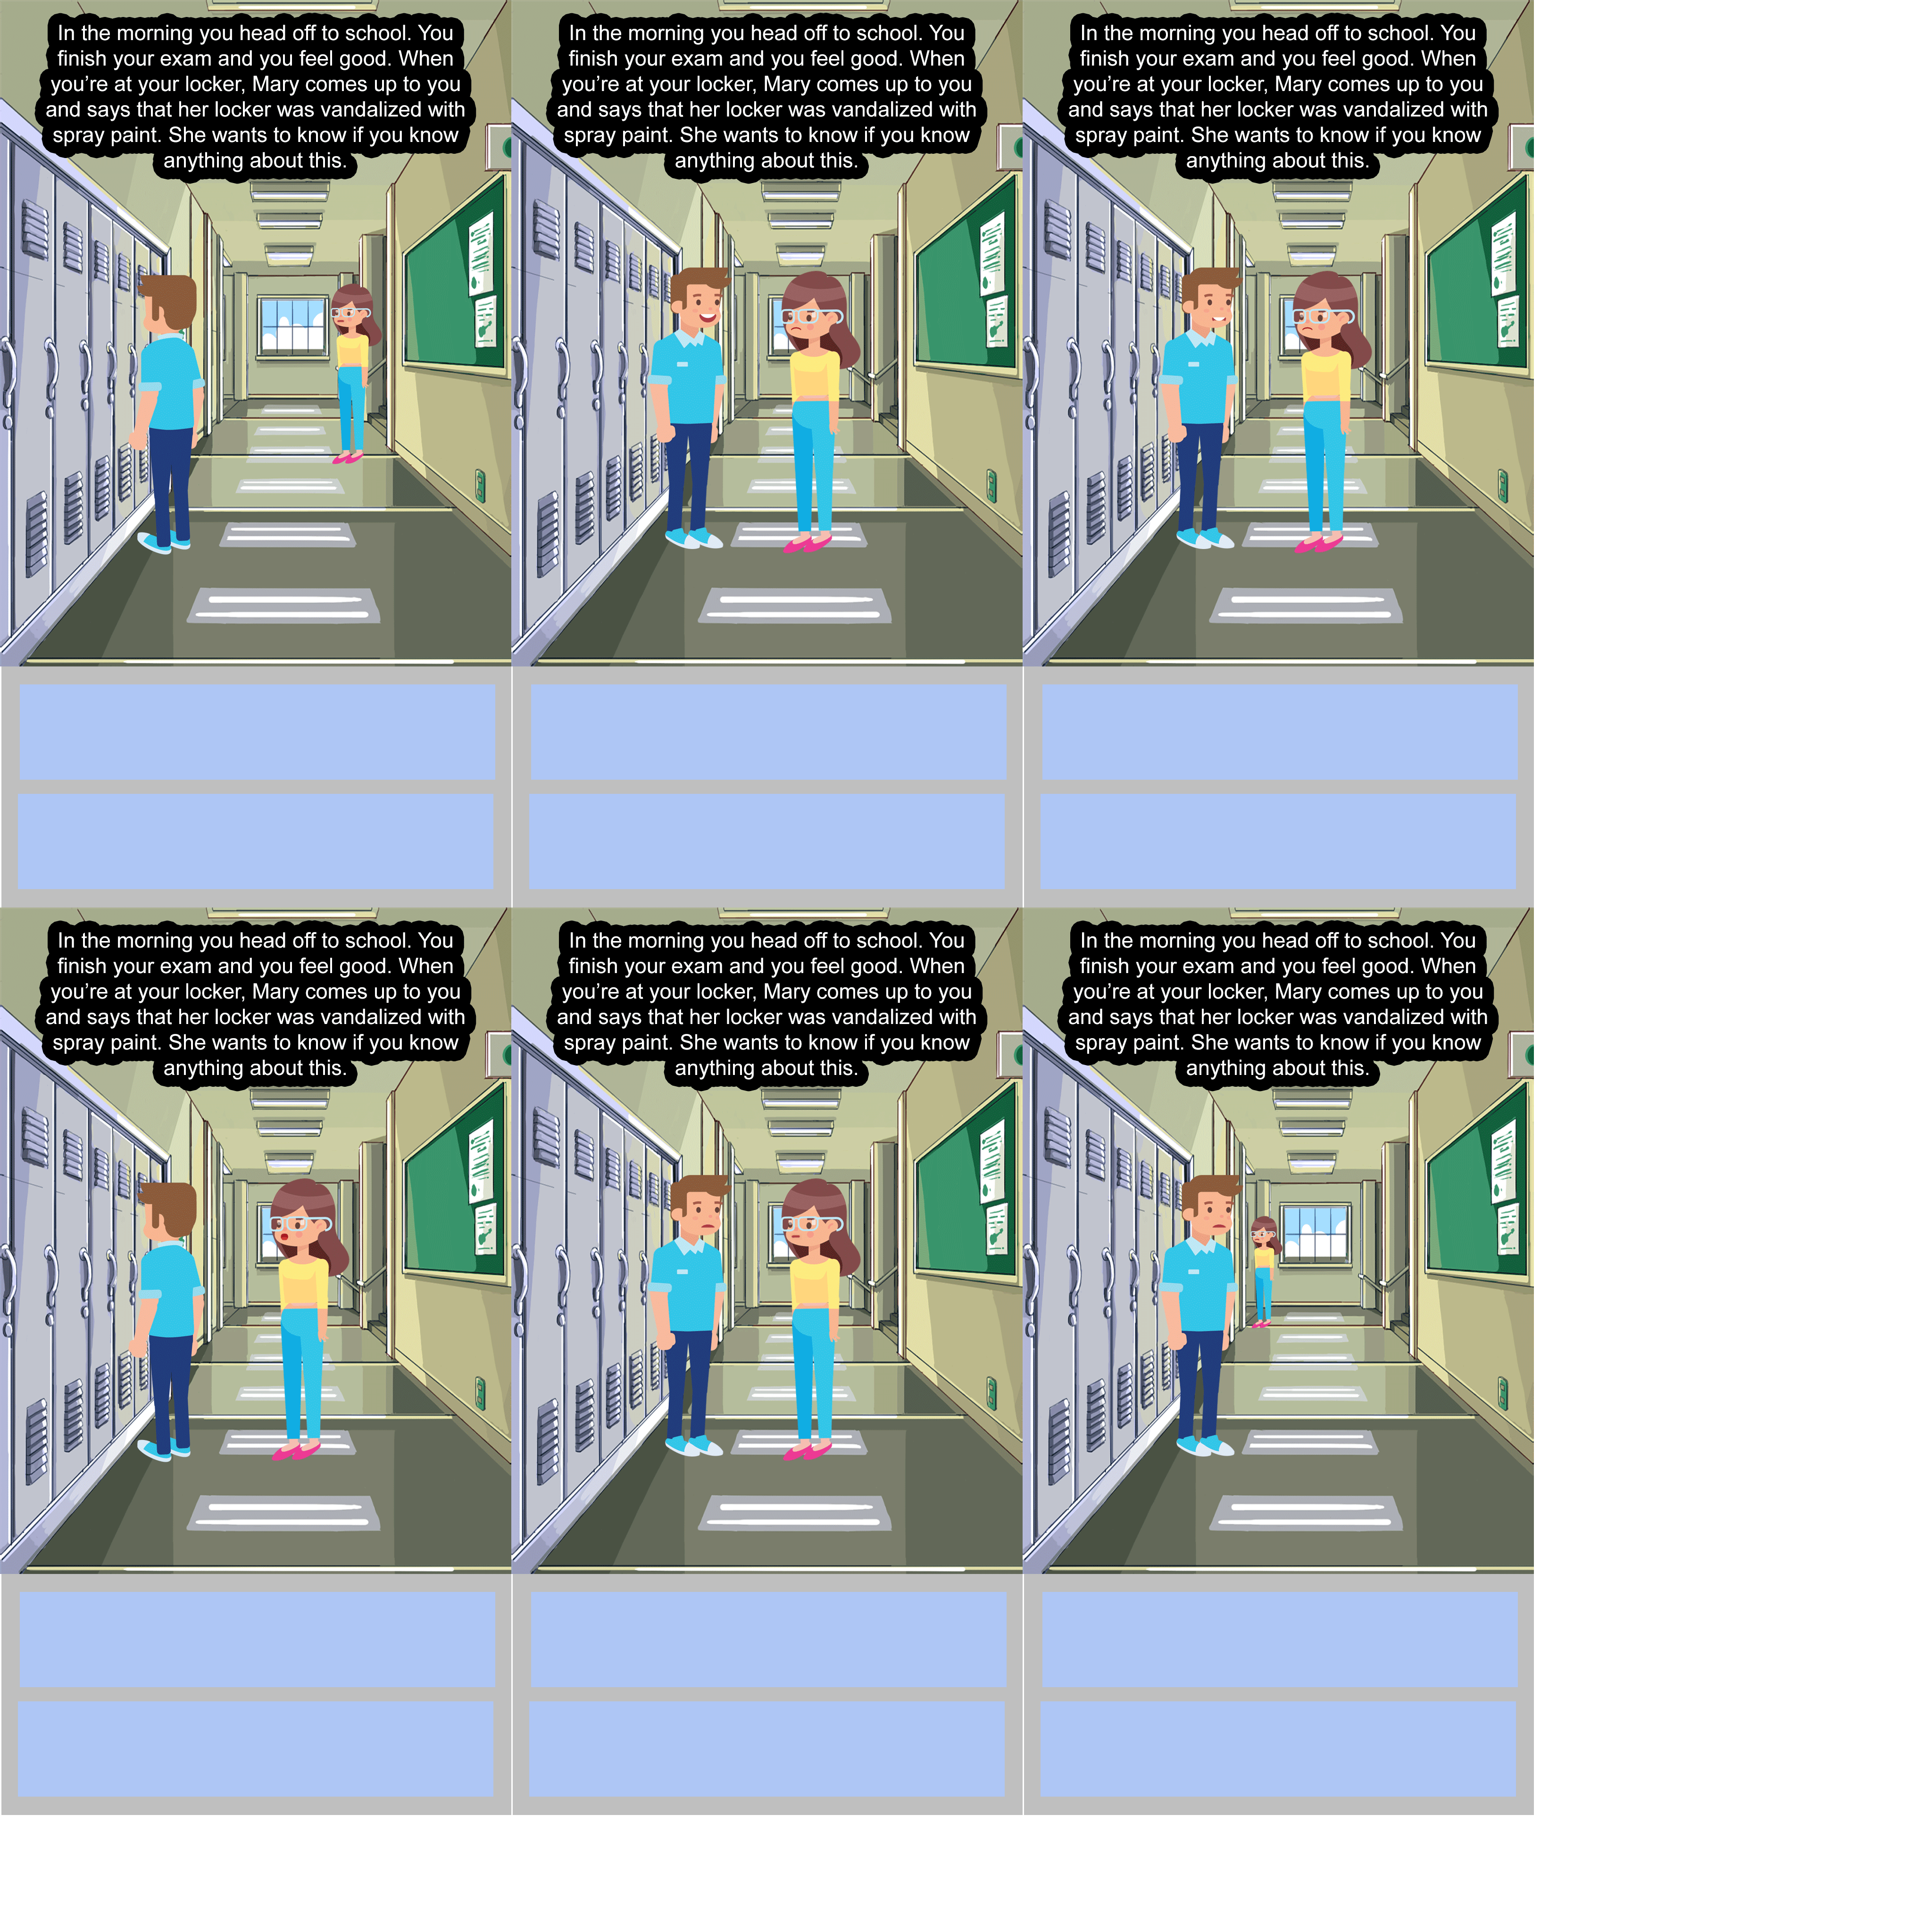 In the morning you head off to school. You
finish your exam and you feel good. When
you're at your locker, Mary comes up to you
and says that her locker was vandalized with
spray paint. She wants to know if you know
anything about this.
In the morning you head off to school. You
finish your exam and you feel good. When
you're at your locker, Mary comes up to you
and says that her locker was vandalized with
spray paint. She wants to know if you know
anything about this.
In the morning you head off to school. You
finish your exam and you feel good. When
you're at your locker, Mary comes up to you
and says that her locker was vandalized with
spray paint. She wants to know if you know
anything about this.
In the morning you head off to school. You
finish your exam and you feel good. When
you're at your locker, Mary comes up to you
and says that her locker was vandalized with
spray paint. She wants to know if you know
anything about this.
In the morning you head off to school. You
finish your exam and you feel good. When
you're at your locker, Mary comes up to you
and says that her locker was vandalized with
spray paint. She wants to know if you know
anything about this.
In the morning you head off to school. You
finish your exam and you feel good. When
you're at your locker, Mary comes up to you
and says that her locker was vandalized with
spray paint. She wants to know if you know
anything about this.